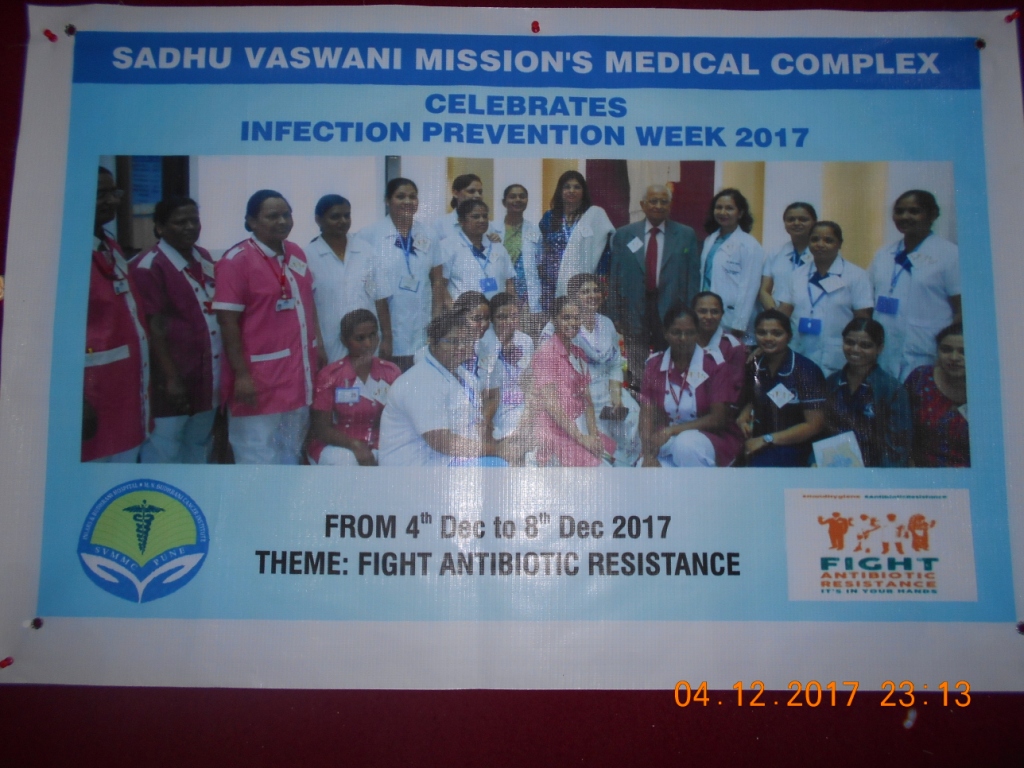 SADHU VASWANI MISSION'S MEDICAL COMPLEX
CELEBRATES
INFECTION PREVENTION WEEK 2017
FROM 4th Dec to 8th Dec 2017
THEME: FIGHT ANTIBIOTIC RESISTANCE
SVMMC PUNE
FIGHT
ANTIBIOTIC
RESISTANCE
IT'S IN YOUR HANDS
04.12.2017 23:13